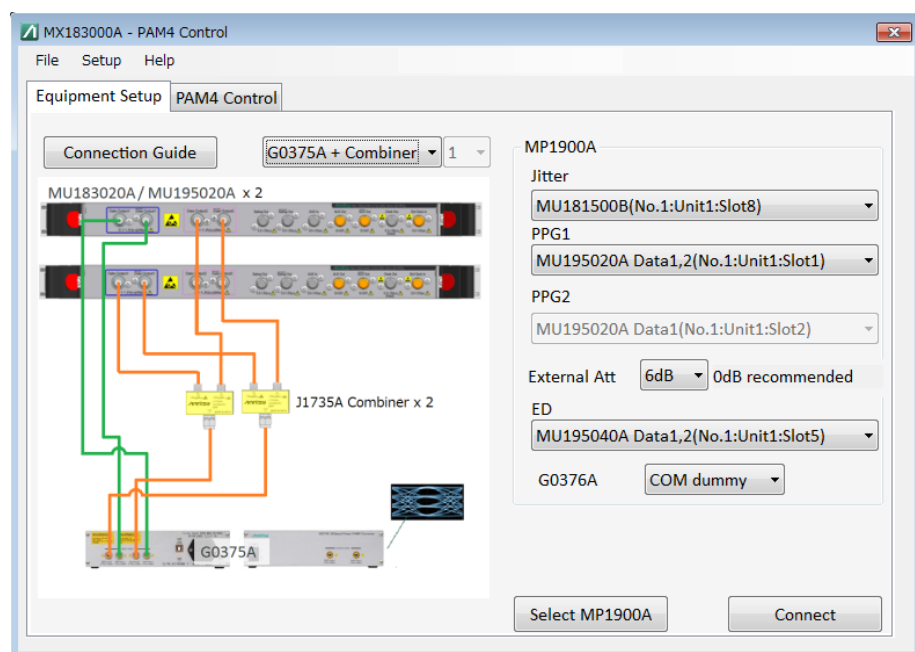 MX183000A - PAM4 Control
File Setup Help
Equipment Setup PAM4 Control
Connection Guide
G0375A + Combiner
1
MU183020A / MU195020A x 2
J1735A Combiner x 2
G0375A
MP1900A
Jitter
MU181500B(No.1:Unit1:Slot8)
PPG1
MU195020A Data1,2(No.1:Unit1:Slot1)
PPG2
MU195020A Data1(No.1:Unit1:Slot2)
External Att 6dB 0dB recommended
ED
MU195040A Data1,2(No.1:Unit1:Slot5)
G0376A COM dummy
Select MP1900A Connect